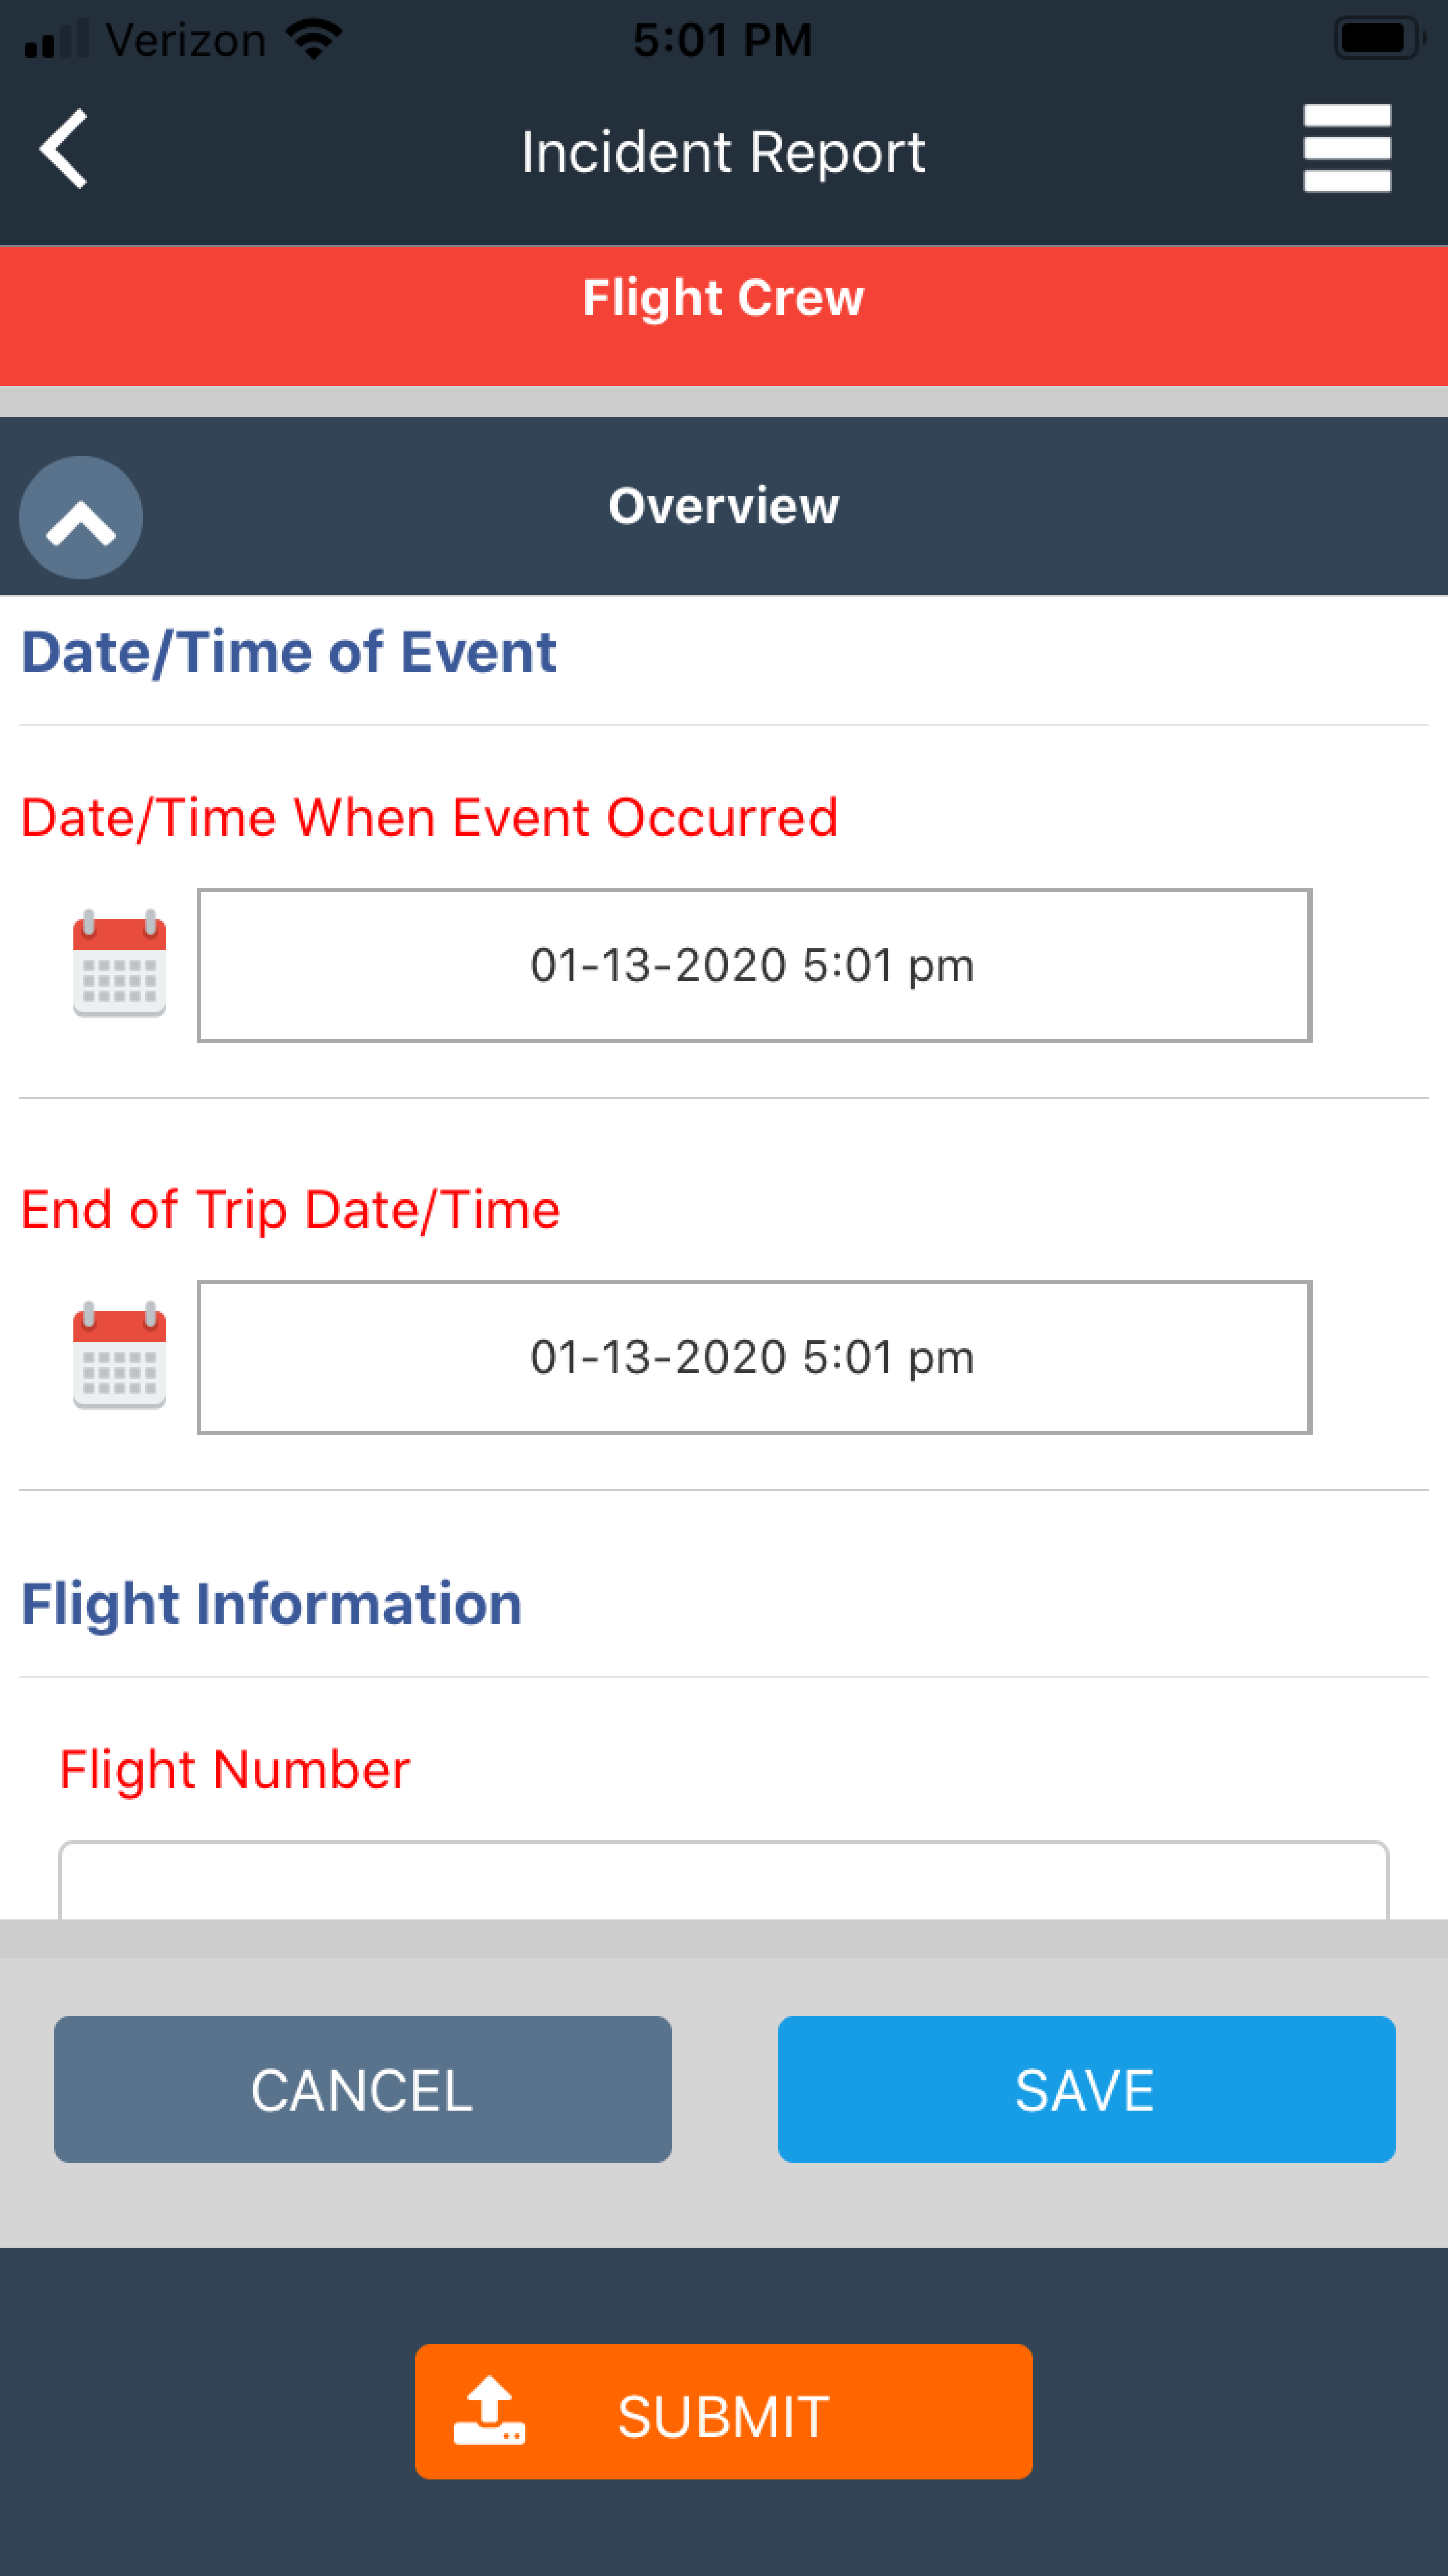 Verizon 5:01 PM
Incident Report
Flight Crew
Overview
Date/Time of Event
Date/Time When Event Occurred
01-13-2020 5:01 pm
End of Trip Date/Time
01-13-2020 5:01 pm
Flight Information
Flight Number
CANCEL SAVE
SUBMIT